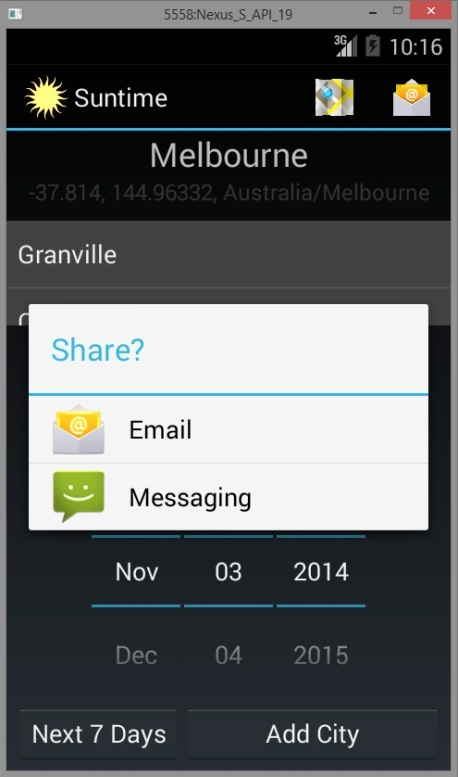 5558:Nexus_S_API_19
3G 10:16
Suntime
Melbourne
-37.814, 144.96332, Australia/Melbourne
Granville
Share?
Email
Messaging
Nov 03 2014
Dec 04 2015
Next 7 Days Add City